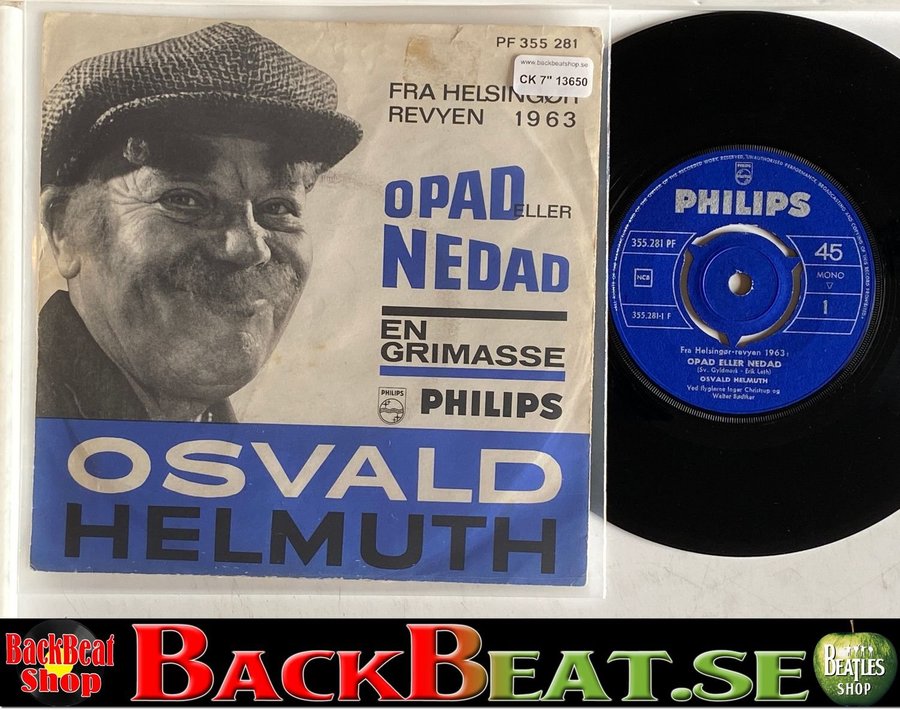 PF 355 281
www.backbeatshop.se
CK 7" 13650
FRA HELSINGØR
REVYEN 1963
OPAD
ELLER
NEDAD
EN
GRIMASSE
PHILIPS
PHILIPS
OSVALD
HELMUTH
PHILIPS
PHILIPS
355.281 PF
45
NCB
MONO
355.281-1 F
1
Fra Helsingør-revyen 1963:
OPAD ELLER NEDAD
(Sv. Gyldmark - Erik Leth)
OSVALD HELMUTH
Ved flyglerne Inger Christrup og
Walter Rødtker
BackBeat
Shop
BACKBEAT.SE
BEATLES
SHOP